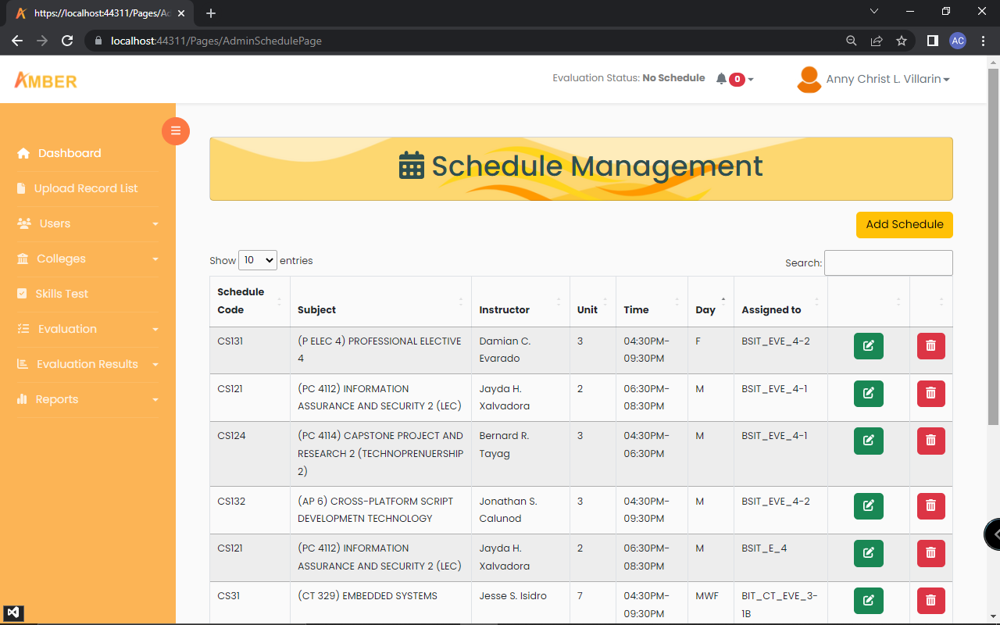 https://localhost:44311/Pages/Ad
localhost:44311/Pages/AdminSchedulePage
AC
AMBER
Evaluation Status: No Schedule
0
Anny Christ L. Villarin
Dashboard
Upload Record List
Users
Colleges
Skills Test
Evaluation
Evaluation Results
Reports
Schedule Management
Add Schedule
Show 10 entries
Search:
Schedule Code Subject Instructor Unit Time Day Assigned to
CS131 (P ELEC 4) PROFESSIONAL ELECTIVE 4 Damian C. Evarado 3 04:30PM-09:30PM F BSIT_EVE_4-2
CS121 (PC 4112) INFORMATION ASSURANCE AND SECURITY 2 (LEC) Jayda H. Xalvadora 2 06:30PM-08:30PM M BSIT_EVE_4-1
CS124 (PC 4114) CAPSTONE PROJECT AND RESEARCH 2 (TECHNOPRENUERSHIP 2) Bernard R. Tayag 3 04:30PM-06:30PM M BSIT_EVE_4-1
CS132 (AP 6) CROSS-PLATFORM SCRIPT DEVELOPMETN TECHNOLOGY Jonathan S. Calunod 3 04:30PM-09:30PM M BSIT_EVE_4-2
CS121 (PC 4112) INFORMATION ASSURANCE AND SECURITY 2 (LEC) Jayda H. Xalvadora 2 06:30PM-08:30PM M BSIT_E_4
CS31 (CT 329) EMBEDDED SYSTEMS Jesse S. Isidro 7 04:30PM-09:30PM MWF BIT_CT_EVE_3-1B